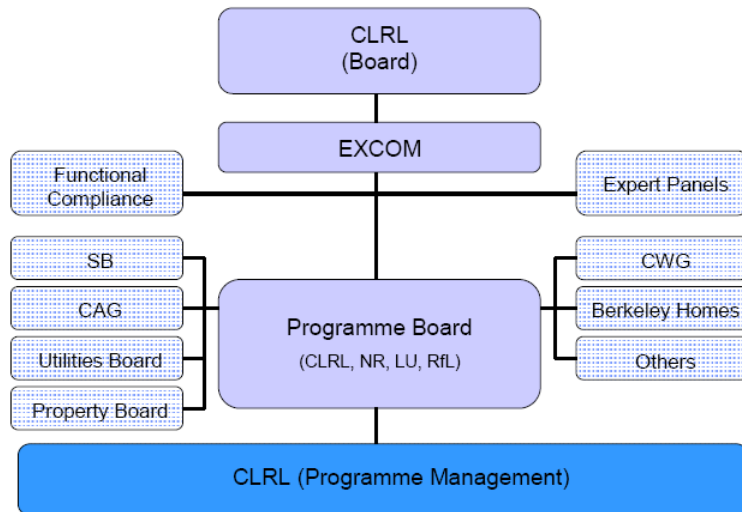 CLRL
(Board)
EXCOM
Functional
Compliance
Expert Panels
SB
CAG
Utilities Board
Property Board
Programme Board
(CLRL, NR, LU, RfL)
CWG
Berkeley Homes
Others
CLRL (Programme Management)